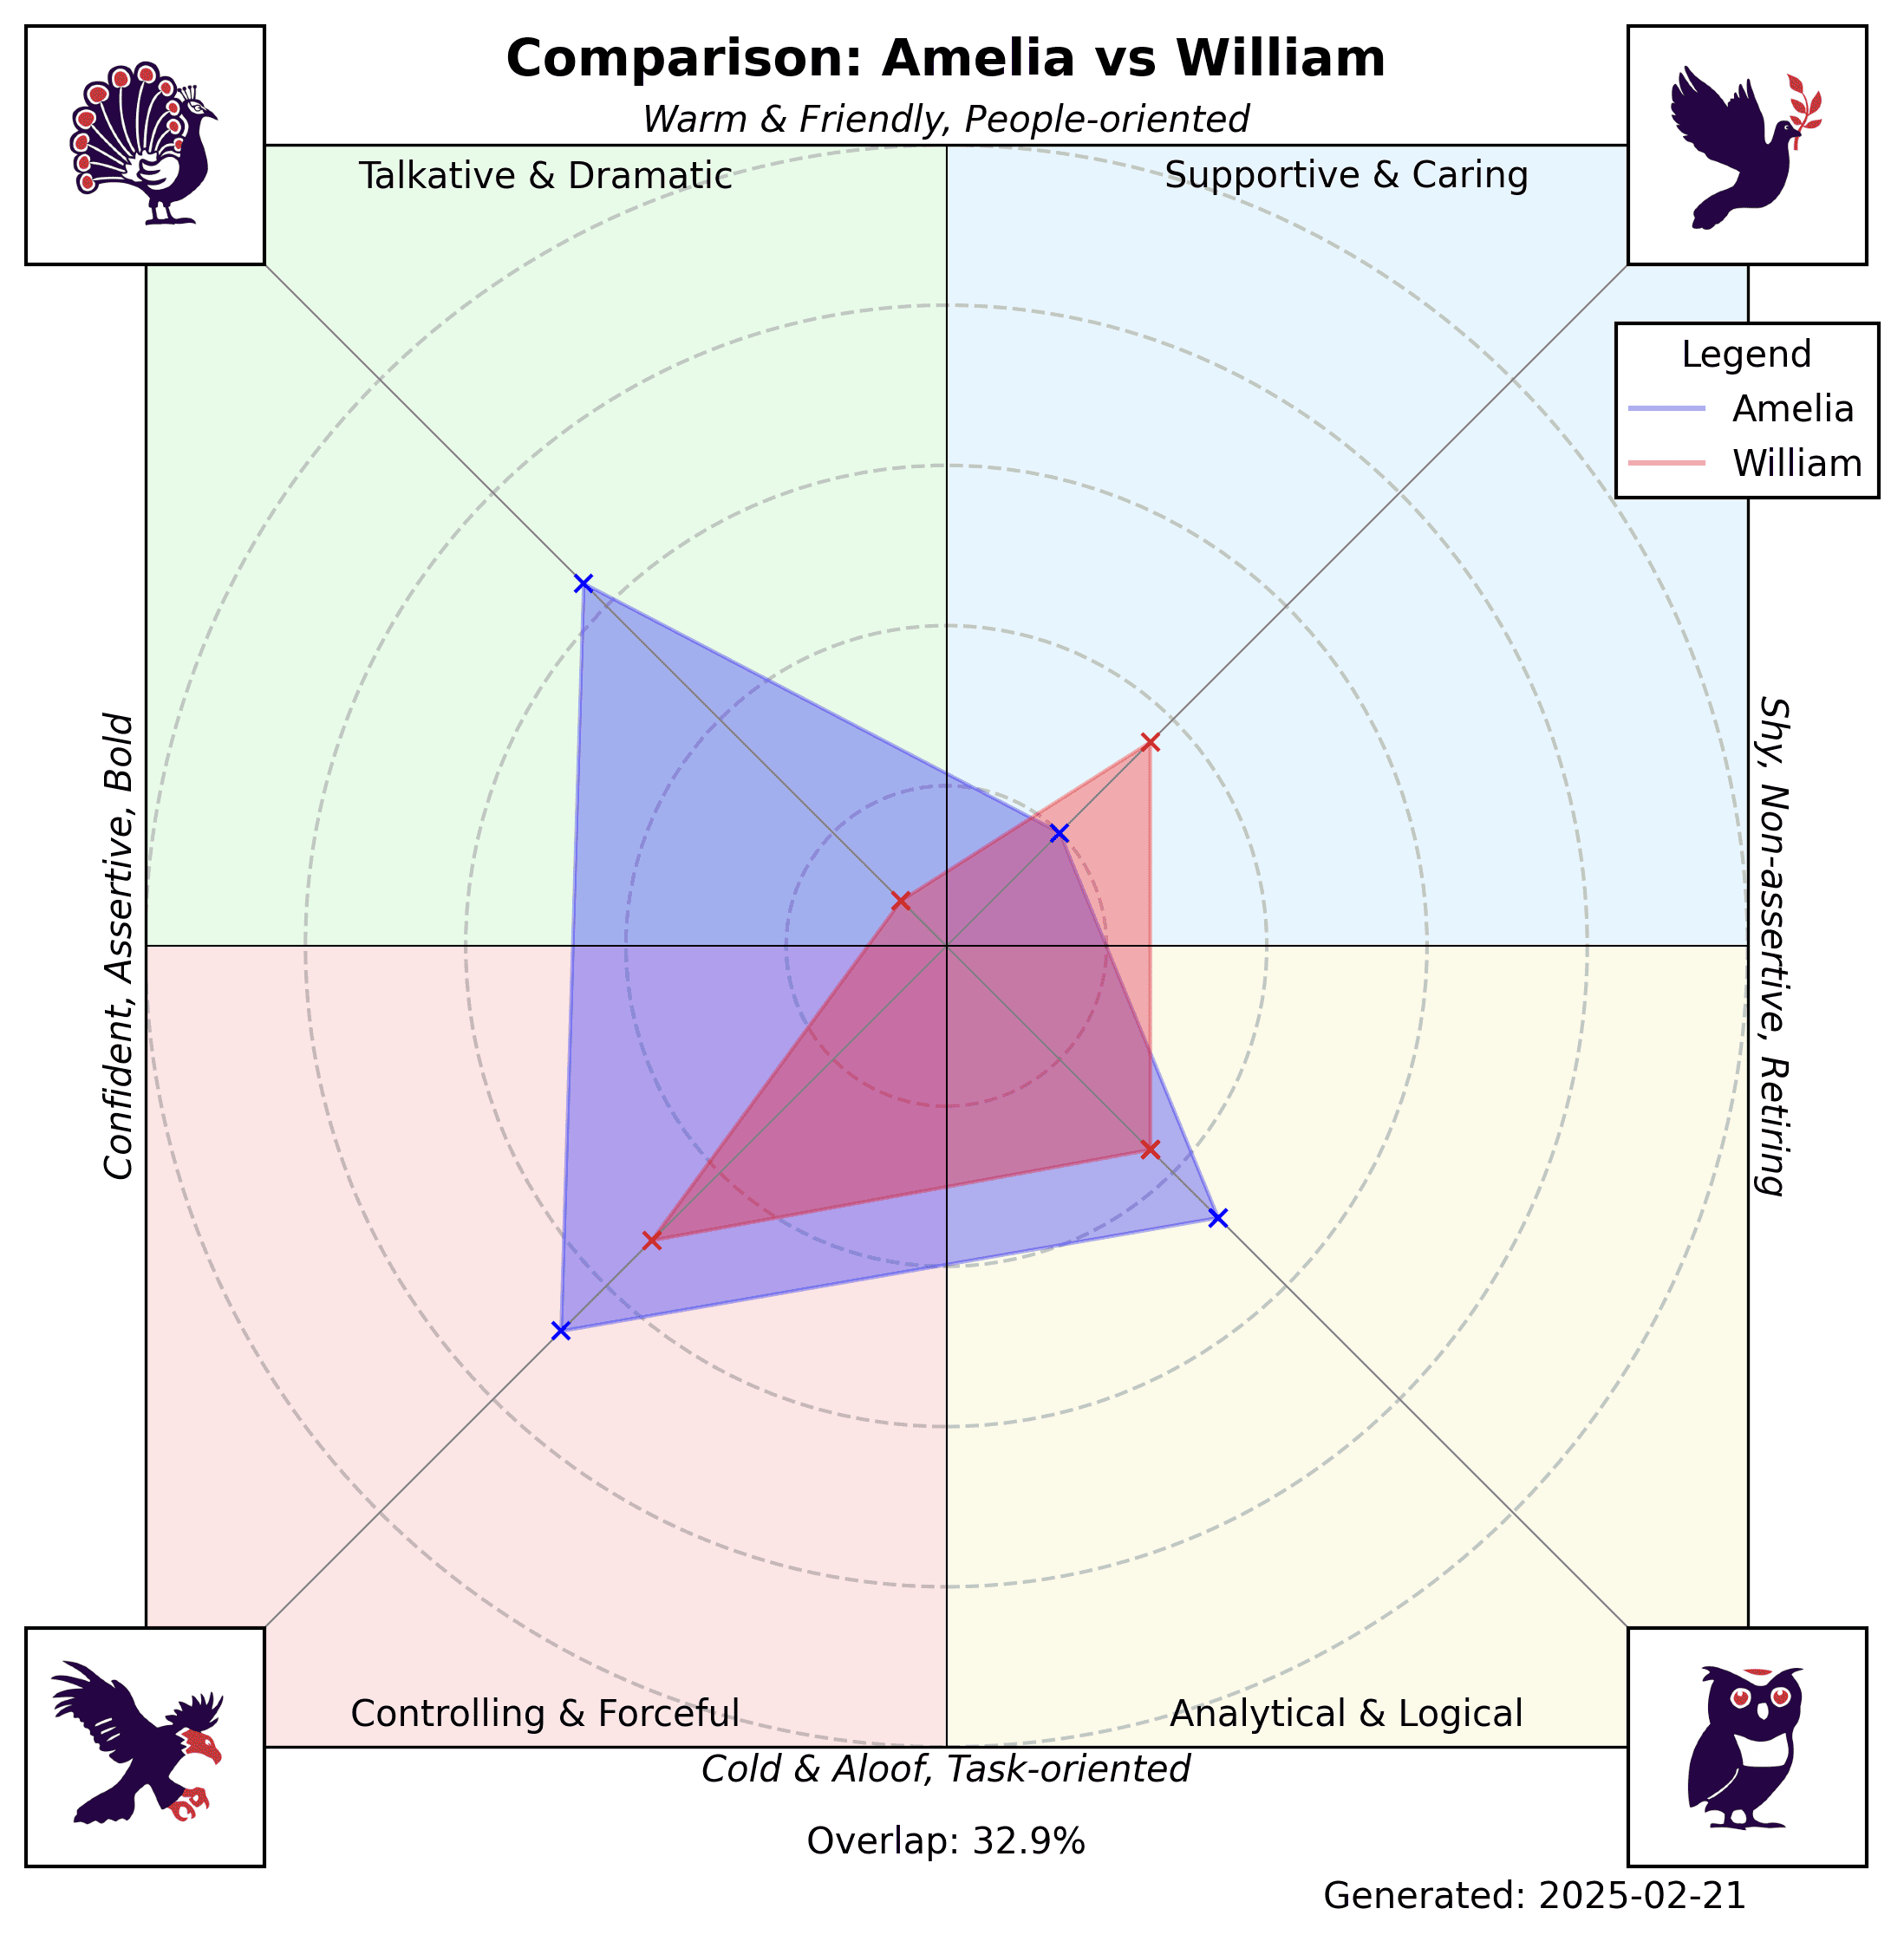 Comparison: Amelia vs William
Warm & Friendly, People-oriented
Talkative & Dramatic
Supportive & Caring
Legend
Amelia
William
Confident, Assertive, Bold
Shy, Non-assertive, Retiring
Controlling & Forceful
Analytical & Logical
Cold & Aloof, Task-oriented
Overlap: 32.9%
Generated: 2025-02-21